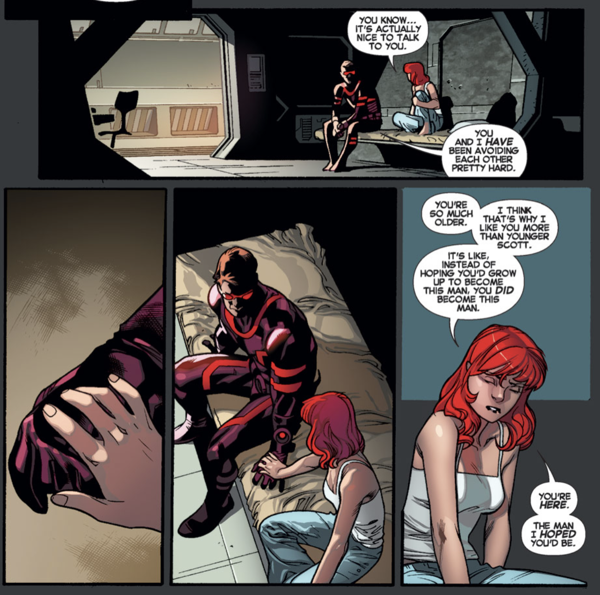 YOU KNOW...
IT'S ACTUALLY
NICE TO TALK
TO YOU.
YOU
AND I HAVE
BEEN AVOIDING
EACH OTHER
PRETTY HARD.
YOU'RE
SO MUCH
OLDER.
I THINK
THAT'S WHY I
LIKE YOU MORE
THAN YOUNGER
SCOTT.
IT'S LIKE,
INSTEAD OF
HOPING YOU'D GROW
UP TO BECOME
THIS MAN, YOU DID
BECOME THIS
MAN.
YOU'RE
HERE.
THE MAN
I HOPED
YOU'D BE.